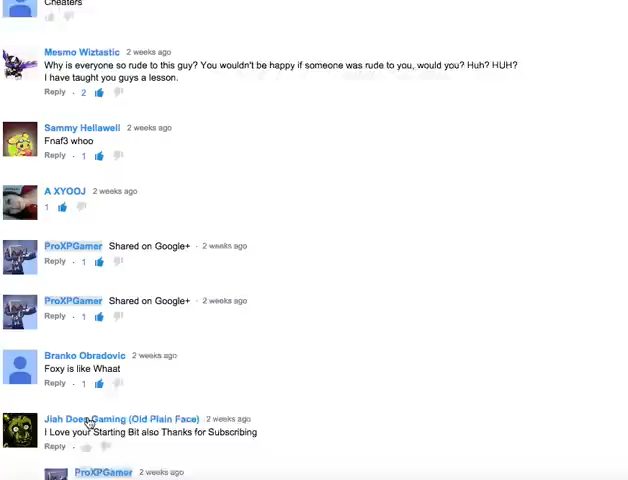 Cheaters
Mesmo Wiztastic 2 weeks ago
Why is everyone so rude to this guy? You wouldn't be happy if someone was rude to you, would you? Huh? HUH?
I have taught you guys a lesson.
Reply · 2
Sammy Hellawell 2 weeks ago
Fnaf3 whoo
Reply · 1
A XYOOJ 2 weeks ago
1
ProXPGamer Shared on Google+ · 2 weeks ago
Reply · 1
ProXPGamer Shared on Google+ · 2 weeks ago
Reply · 1
Branko Obradovic 2 weeks ago
Foxy is like Whaat
Reply · 1
Jiah Does Gaming (Old Plain Face) 2 weeks ago
I Love your Starting Bit also Thanks for Subscribing
Reply ·
ProXPGamer 2 weeks ago